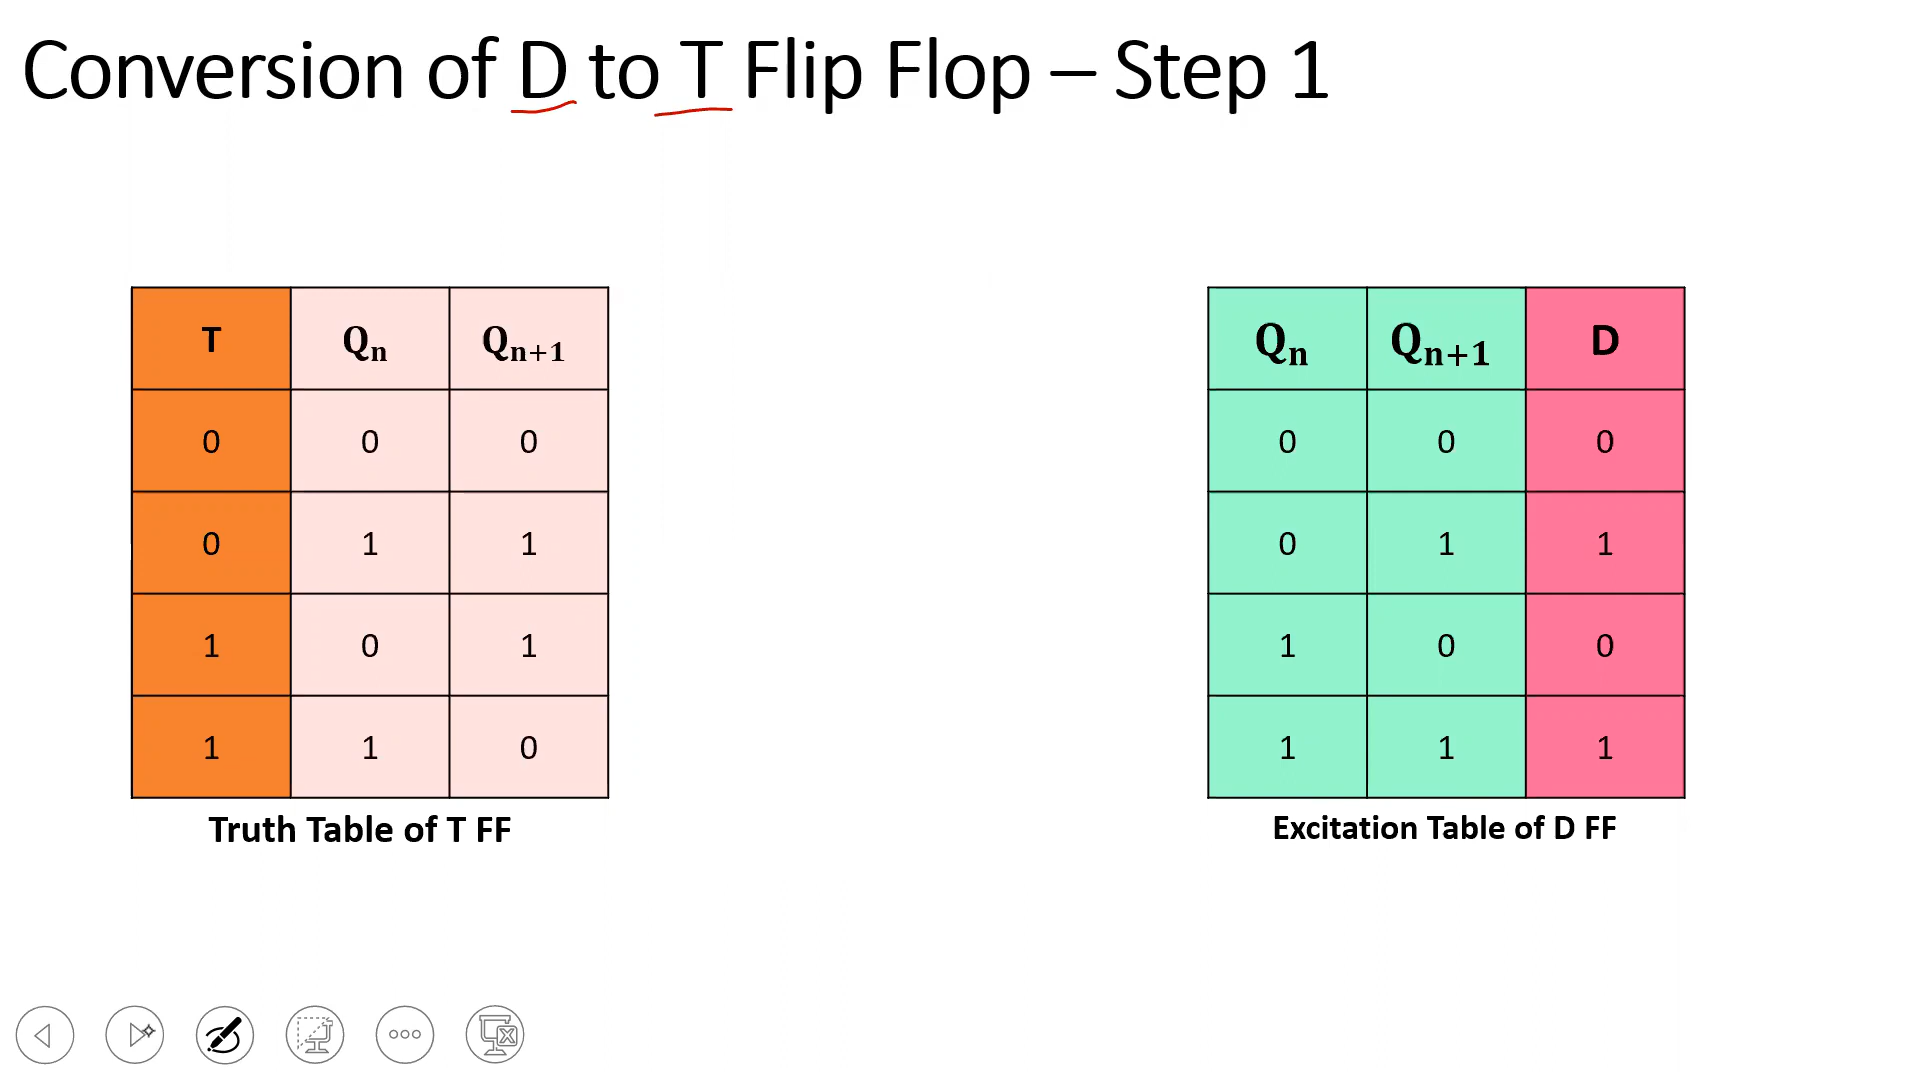 Conversion of D to T Flip Flop – Step 1
T Qn Qn+1
0 0 0
0 1 1
1 0 1
1 1 0
Truth Table of T FF
Qn Qn+1 D
0 0 0
0 1 1
1 0 0
1 1 1
Excitation Table of D FF